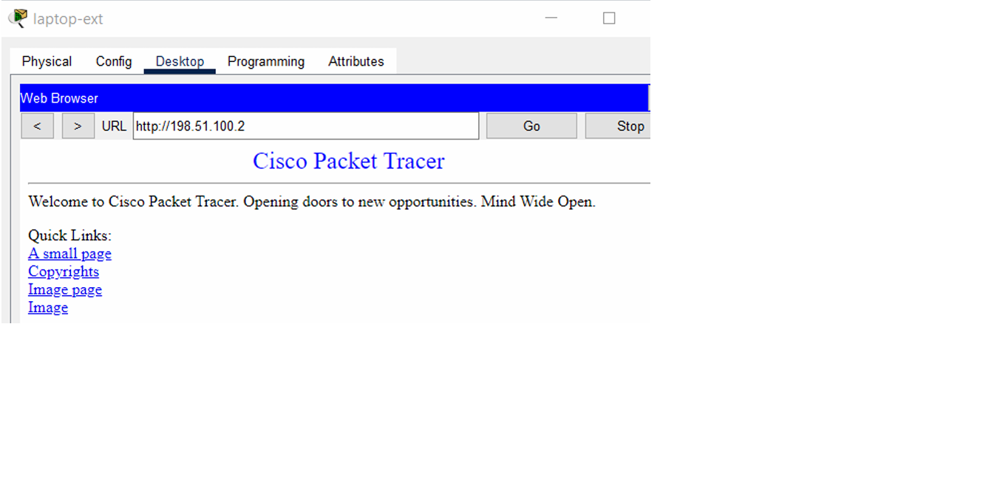 laptop-ext
Physical Config Desktop Programming Attributes
Web Browser
< > URL http://198.51.100.2 Go Stop
Cisco Packet Tracer
Welcome to Cisco Packet Tracer. Opening doors to new opportunities. Mind Wide Open.
Quick Links:
A small page
Copyrights
Image page
Image